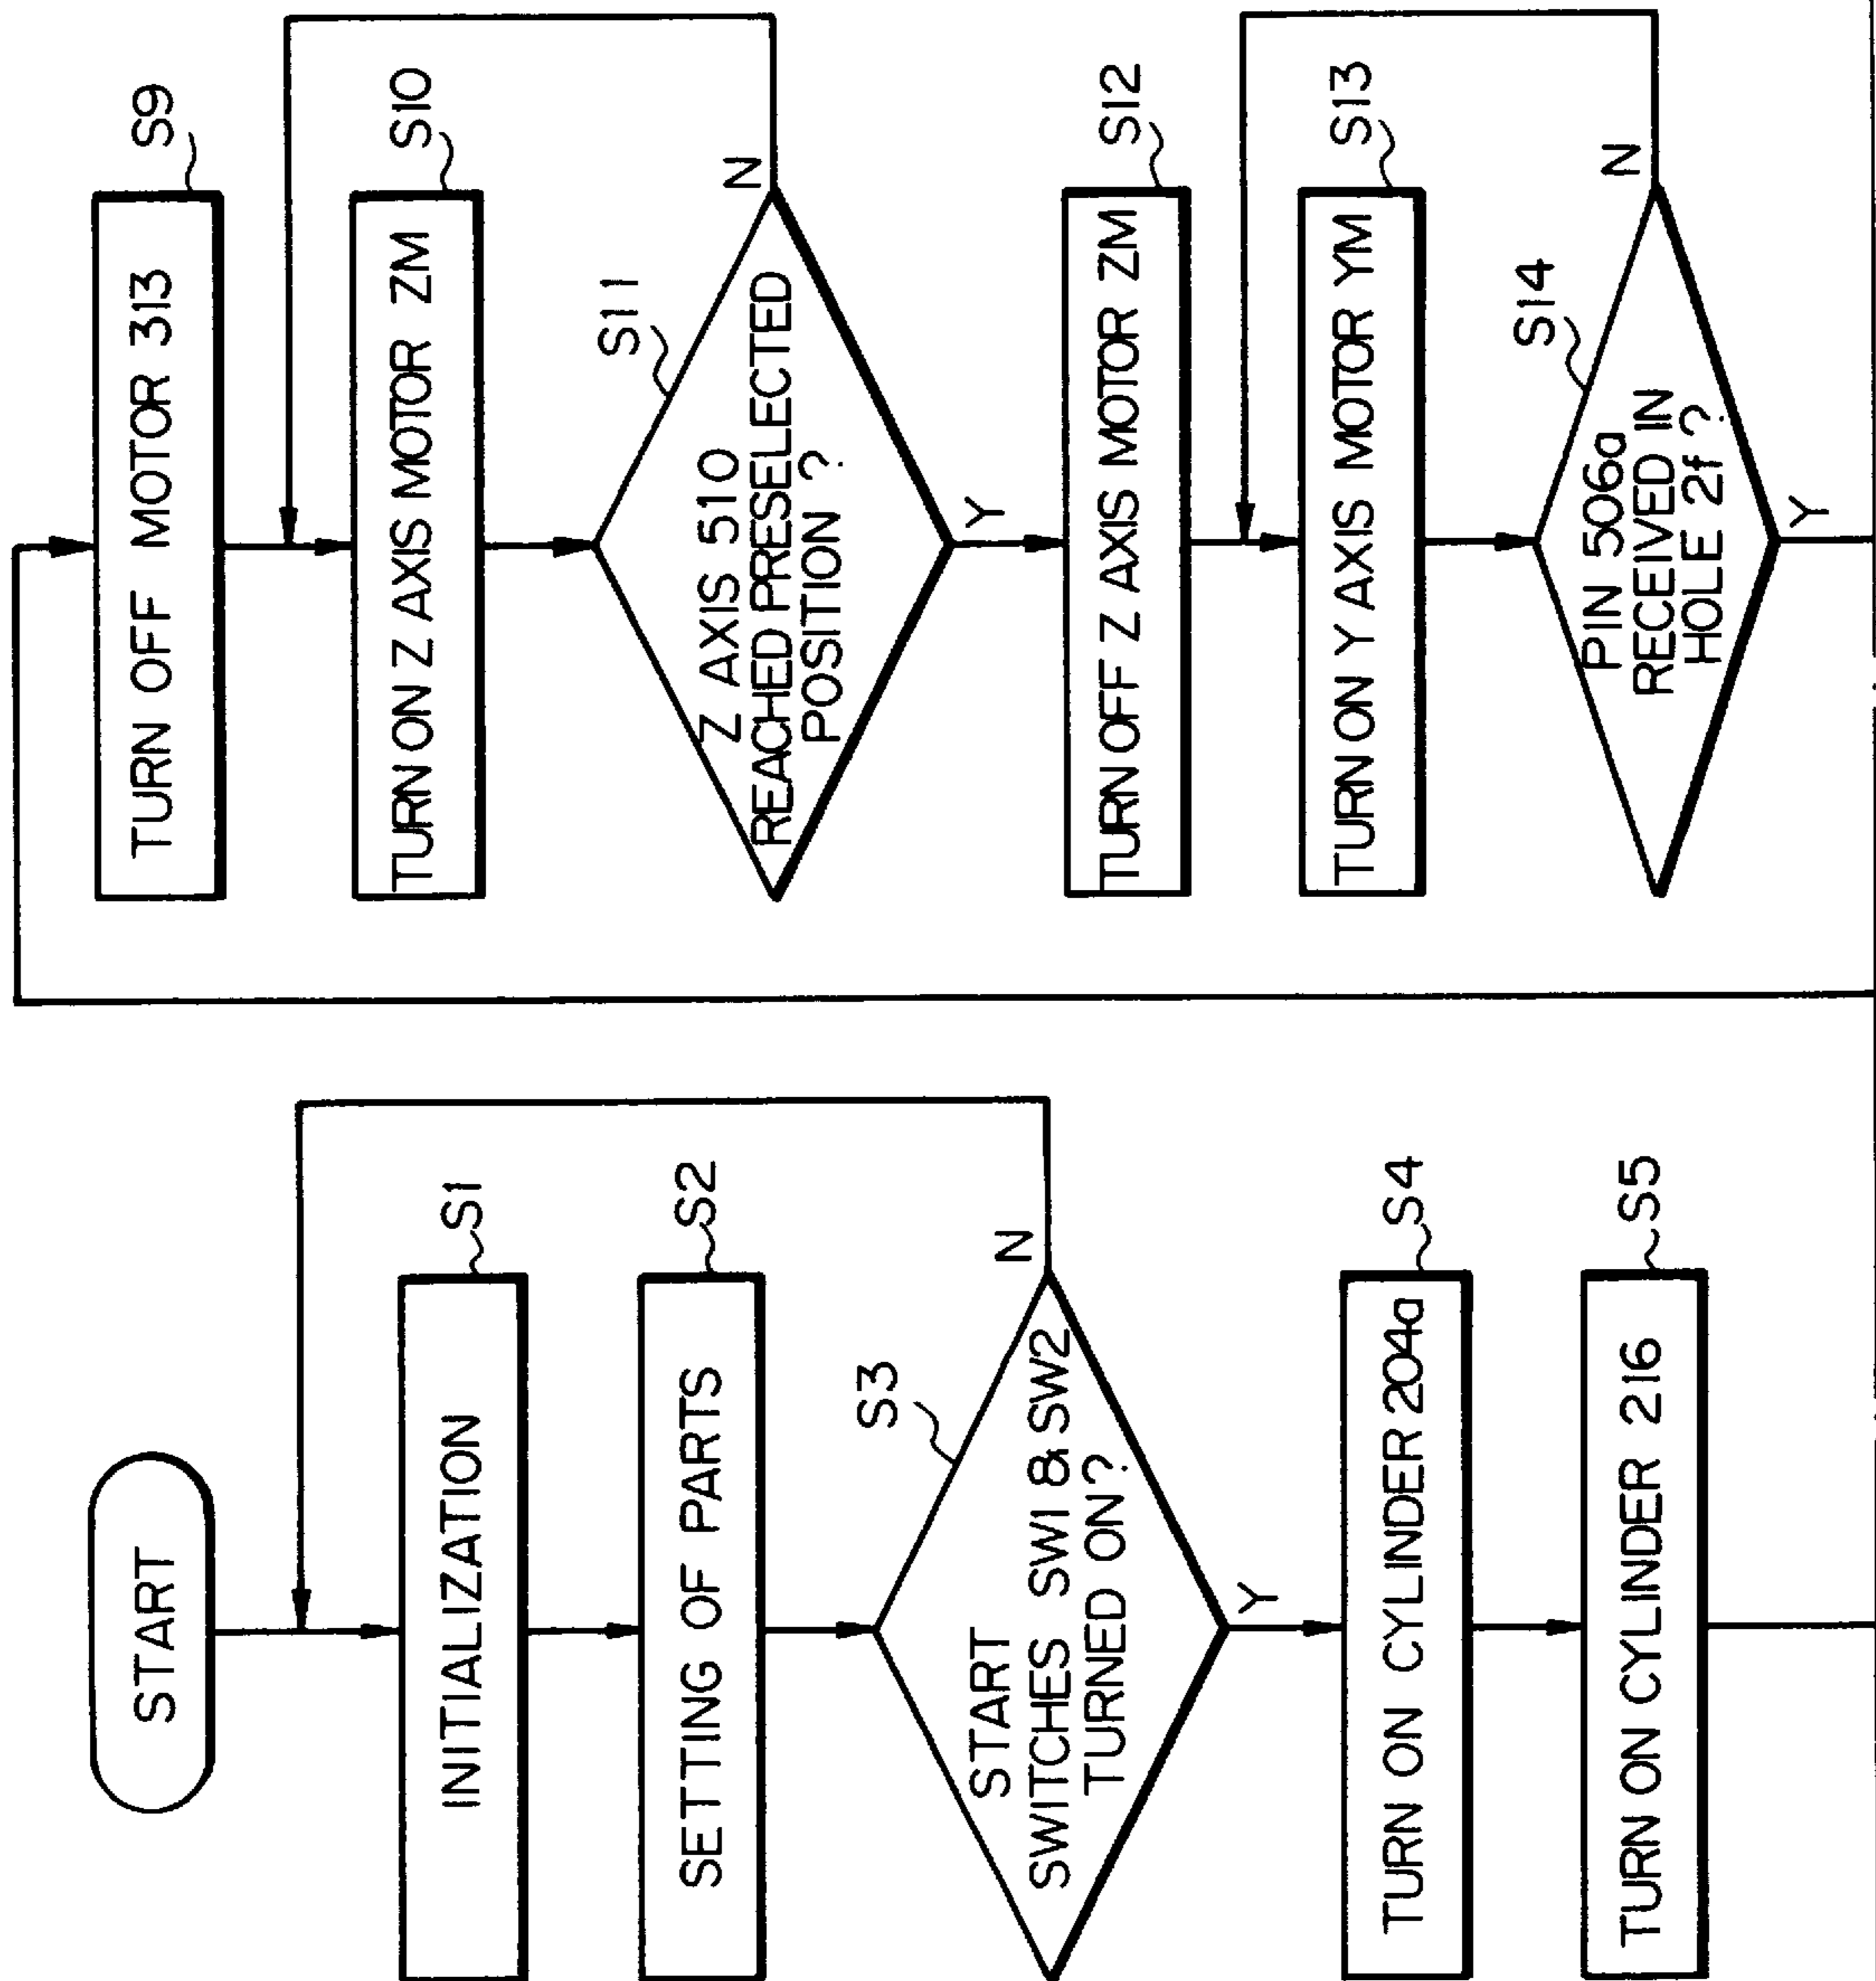 START
INITIALIZATION
S1
SETTING OF PARTS
S2
START
SWITCHES SW1 & SW2
TURNED ON?
S3
N
Y
TURN ON CYLINDER 204a
S4
TURN ON CYLINDER 216
S5
TURN OFF MOTOR 313
S9
TURN ON Z AXIS MOTOR ZM
S10
Z AXIS 510
REACHED PRESELECTED
POSITION ?
S11
N
Y
TURN OFF Z AXIS MOTOR ZM
S12
TURN ON Y AXIS MOTOR YM
S13
PIN 506a
RECEIVED IN
HOLE 2f ?
S14
N
Y